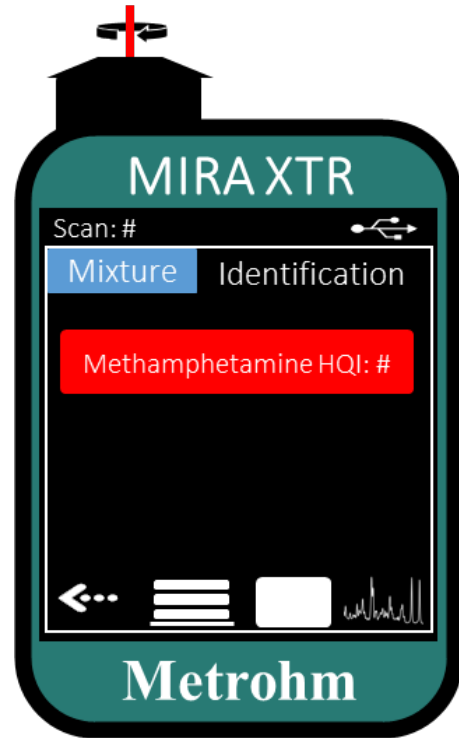 MIRA XTR
Scan: #
Mixture Identification
Methamphetamine HQI: #
Metrohm